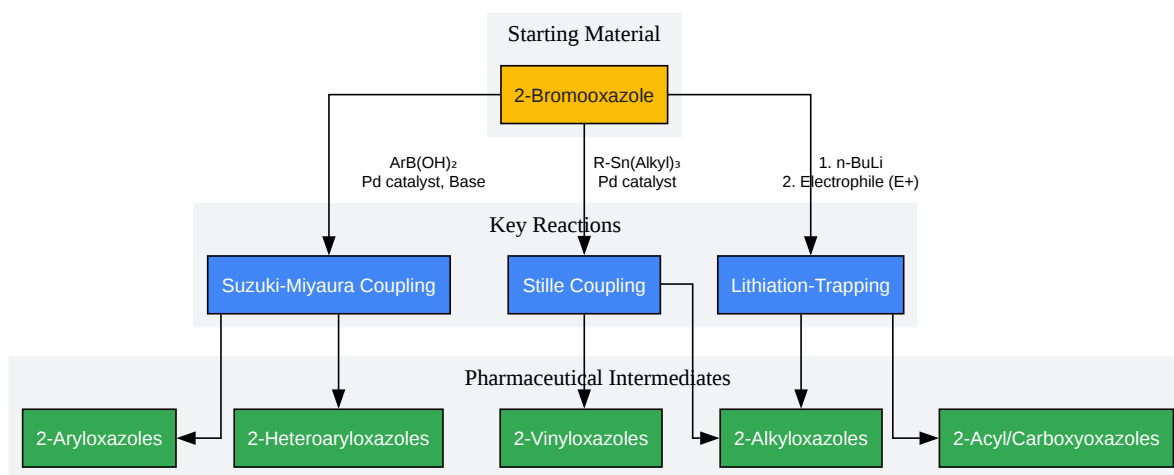 Starting Material
2-Bromooxazole
ArB(OH)₂
Pd catalyst, Base
R-Sn(Alkyl)₃
Pd catalyst
1. n-BuLi
2. Electrophile (E+)
Key Reactions
Suzuki-Miyaura Coupling
Stille Coupling
Lithiation-Trapping
Pharmaceutical Intermediates
2-Aryloxazoles
2-Heteroaryloxazoles
2-Vinyloxazoles
2-Alkyloxazoles
2-Acyl/Carboxyoxazoles